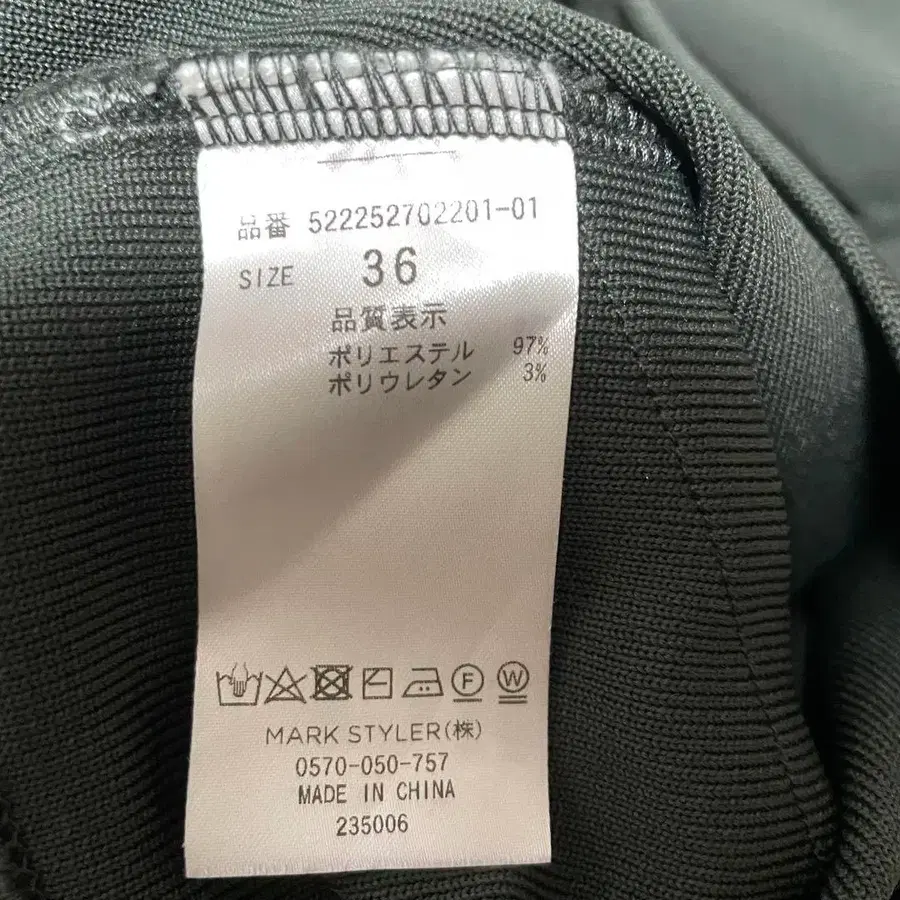 品番 522252702201-01
SIZE 36
品質表示
ポリエステル 97%
ポリウレタン 3%
F W
MARK STYLER(株)
0570-050-757
MADE IN CHINA
235006